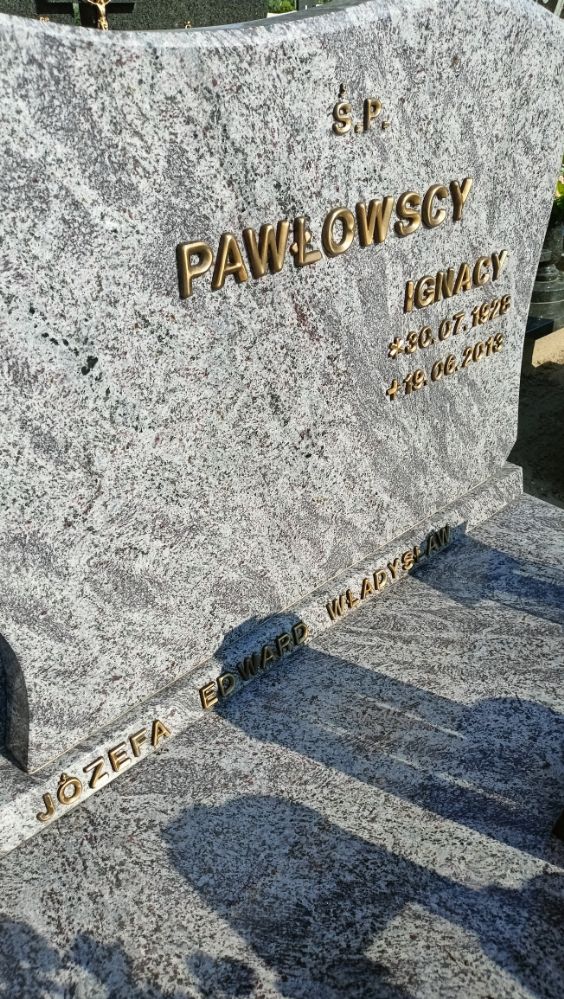 Ś.P.
PAWŁOWSCY
IGNACY
*30.07.1928
+19.06.2013
JÓZEFA EDWARD WŁADYSŁAW